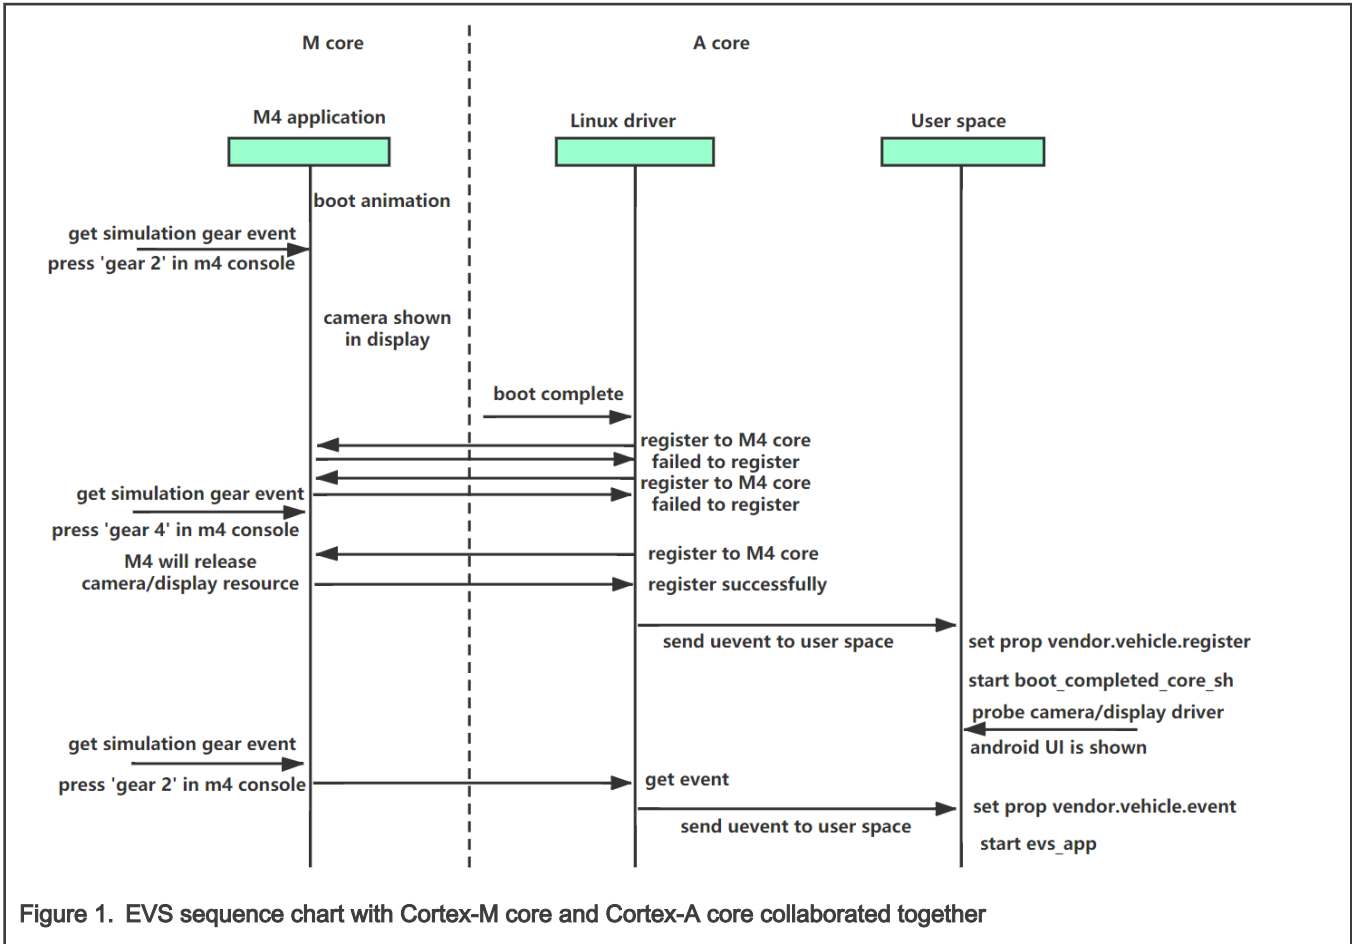 M core
A core
M4 application
Linux driver
User space
boot animation
get simulation gear event
press 'gear 2' in m4 console
camera shown
in display
boot complete
register to M4 core
failed to register
register to M4 core
get simulation gear event
failed to register
press 'gear 4' in m4 console
M4 will release
register to M4 core
camera/display resource
register successfully
send uevent to user space
set prop vendor.vehicle.register
start boot_completed_core_sh
probe camera/display driver
get simulation gear event
android UI is shown
press 'gear 2' in m4 console
get event
set prop vendor.vehicle.event
send uevent to user space
start evs_app
Figure 1. EVS sequence chart with Cortex-M core and Cortex-A core collaborated together